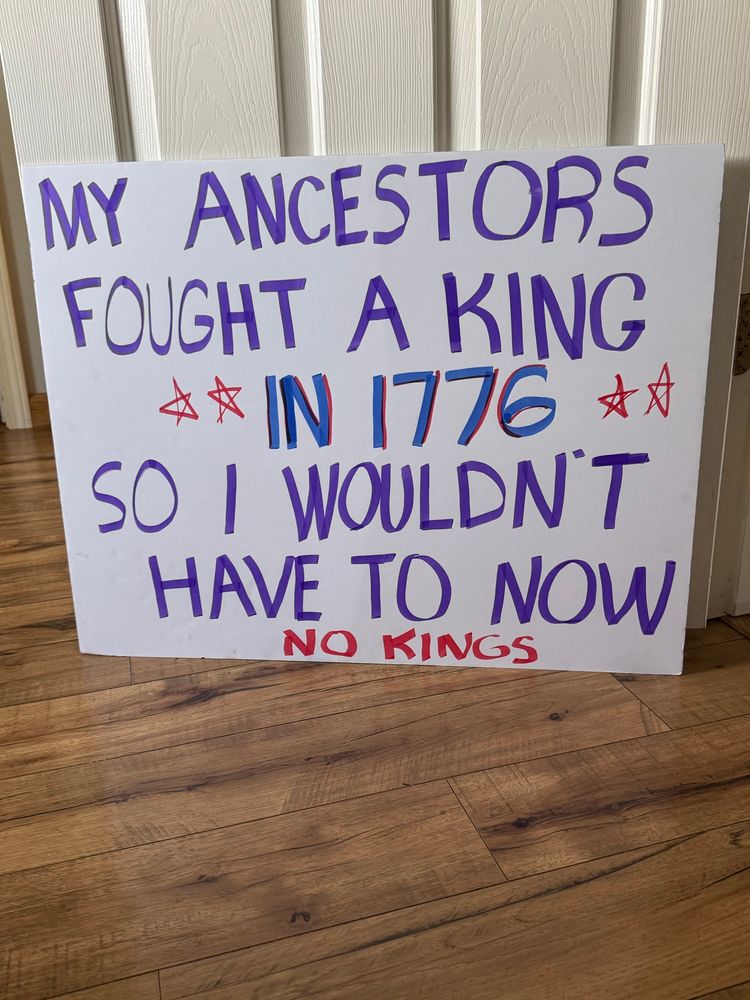 MY ANCESTORS
FOUGHT A KING
IN 1776
SO I WOULDN'T
HAVE TO NOW
NO KINGS